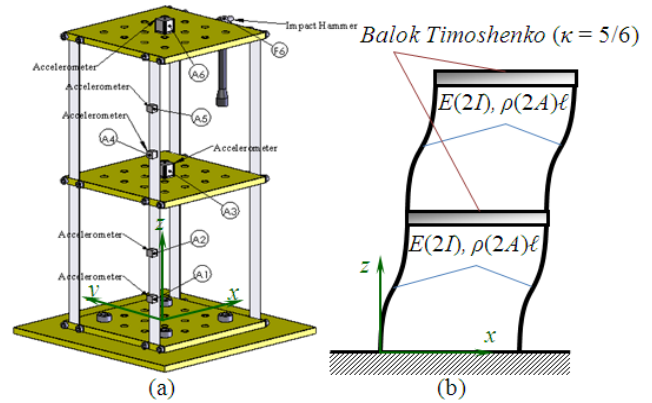 Impact Hammer
Accelerometer
A6
F6
Accelerometer
A5
Accelerometer
A4
Accelerometer
A3
z
Accelerometer
A2
Accelerometer
A1
y
x
(a)
Balok Timoshenko (κ = 5/6)
E(2I), ρ(2A)ℓ
E(2I), ρ(2A)ℓ
z
x
(b)